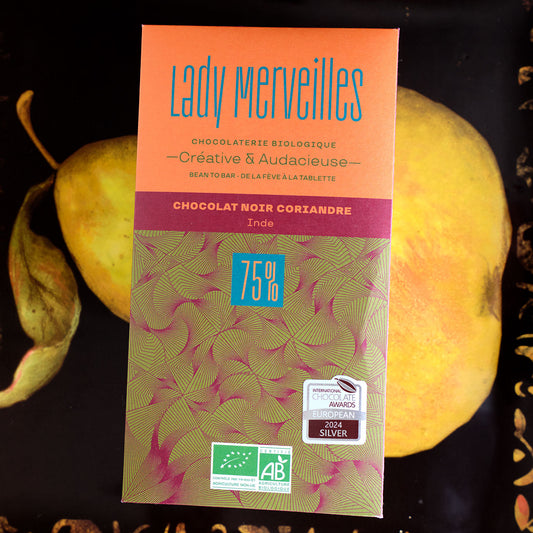 Lady Merveilles
CHOCOLATERIE BIOLOGIQUE
—Créative & Audacieuse—
BEAN TO BAR - DE LA FÈVE À LA TABLETTE
CHOCOLAT NOIR CORIANDRE
Inde
75%
INTERNATIONAL
CHOCOLATE
AWARDS
EUROPEAN
2024
SILVER
CERTIFIÉ
AB
AGRICULTURE
BIOLOGIQUE